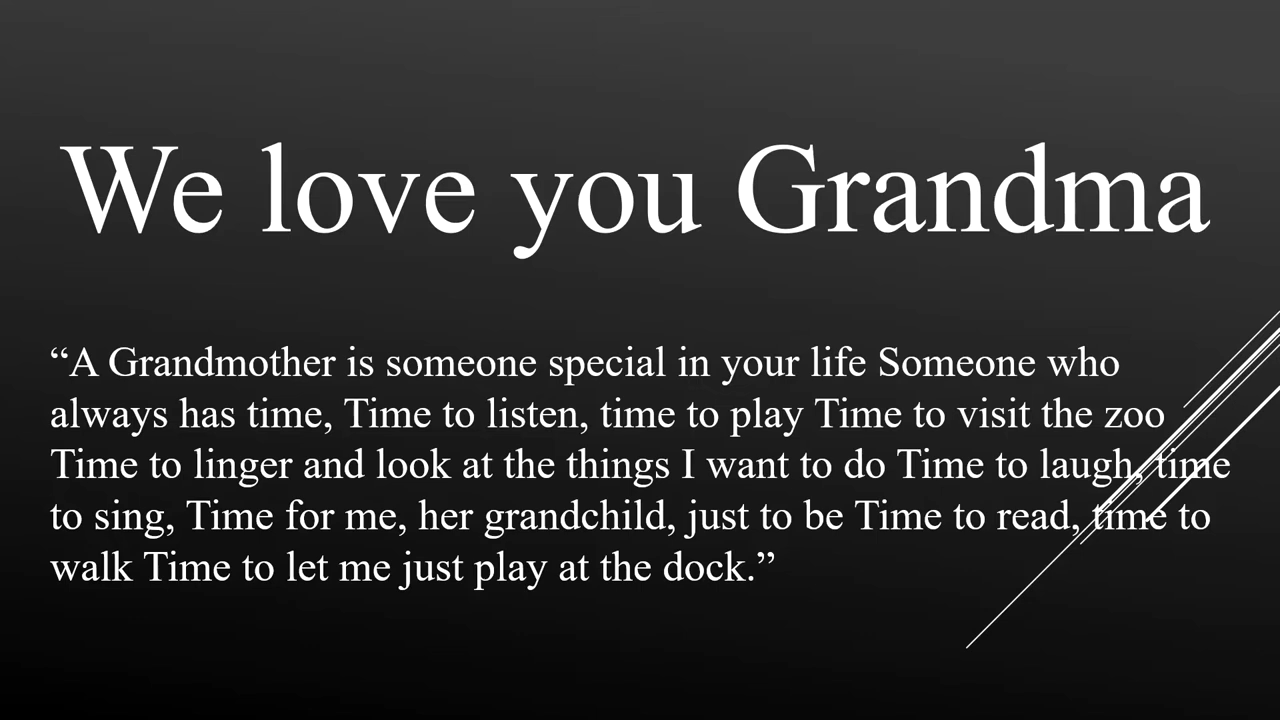 We love you Grandma
“A Grandmother is someone special in your life Someone who
always has time, Time to listen, time to play Time to visit the zoo
Time to linger and look at the things I want to do Time to laugh, time
to sing, Time for me, her grandchild, just to be Time to read, time to
walk Time to let me just play at the dock.”